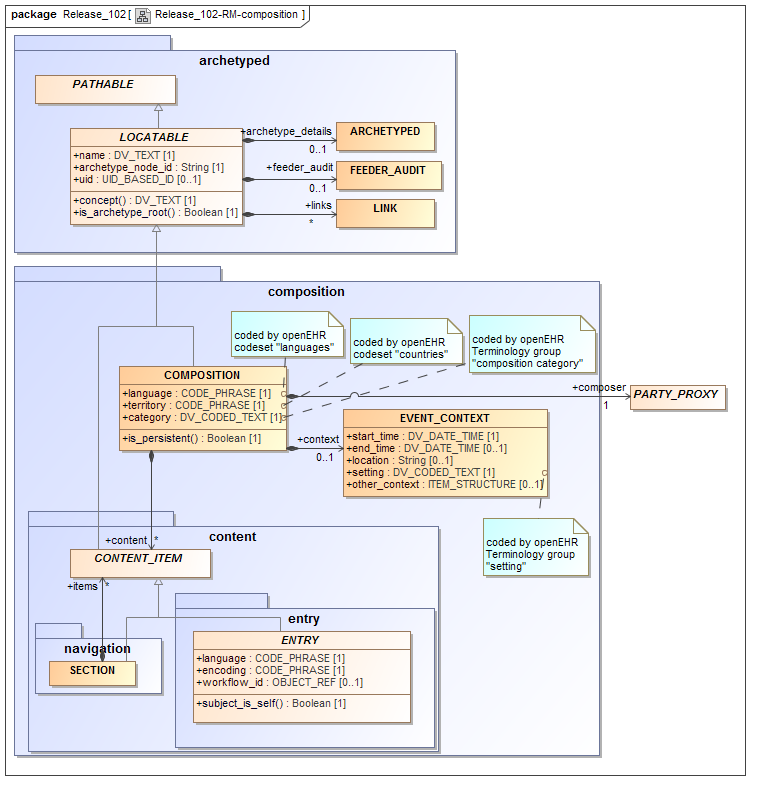 package Release_102 [ Release_102-RM-composition ]
archetyped
PATHABLE
LOCATABLE
+name : DV_TEXT [1]
+archetype_node_id : String [1]
+uid : UID_BASED_ID [0..1]
+concept() : DV_TEXT [1]
+is_archetype_root() : Boolean [1]
+archetype_details
0..1
ARCHETYPED
+feeder_audit
0..1
FEEDER_AUDIT
+links
*
LINK
composition
coded by openEHR
codeset "languages"
coded by openEHR
codeset "countries"
coded by openEHR
Terminology group
"composition category"
COMPOSITION
+language : CODE_PHRASE [1]
+territory : CODE_PHRASE [1]
+category : DV_CODED_TEXT [1]
+is_persistent() : Boolean [1]
+composer
1
PARTY_PROXY
+context
0..1
EVENT_CONTEXT
+start_time : DV_DATE_TIME [1]
+end_time : DV_DATE_TIME [0..1]
+location : String [0..1]
+setting : DV_CODED_TEXT [1]
+other_context : ITEM_STRUCTURE [0..1]
coded by openEHR
Terminology group
"setting"
content
+content *
CONTENT_ITEM
+items *
navigation
SECTION
entry
ENTRY
+language : CODE_PHRASE [1]
+encoding : CODE_PHRASE [1]
+workflow_id : OBJECT_REF [0..1]
+subject_is_self() : Boolean [1]